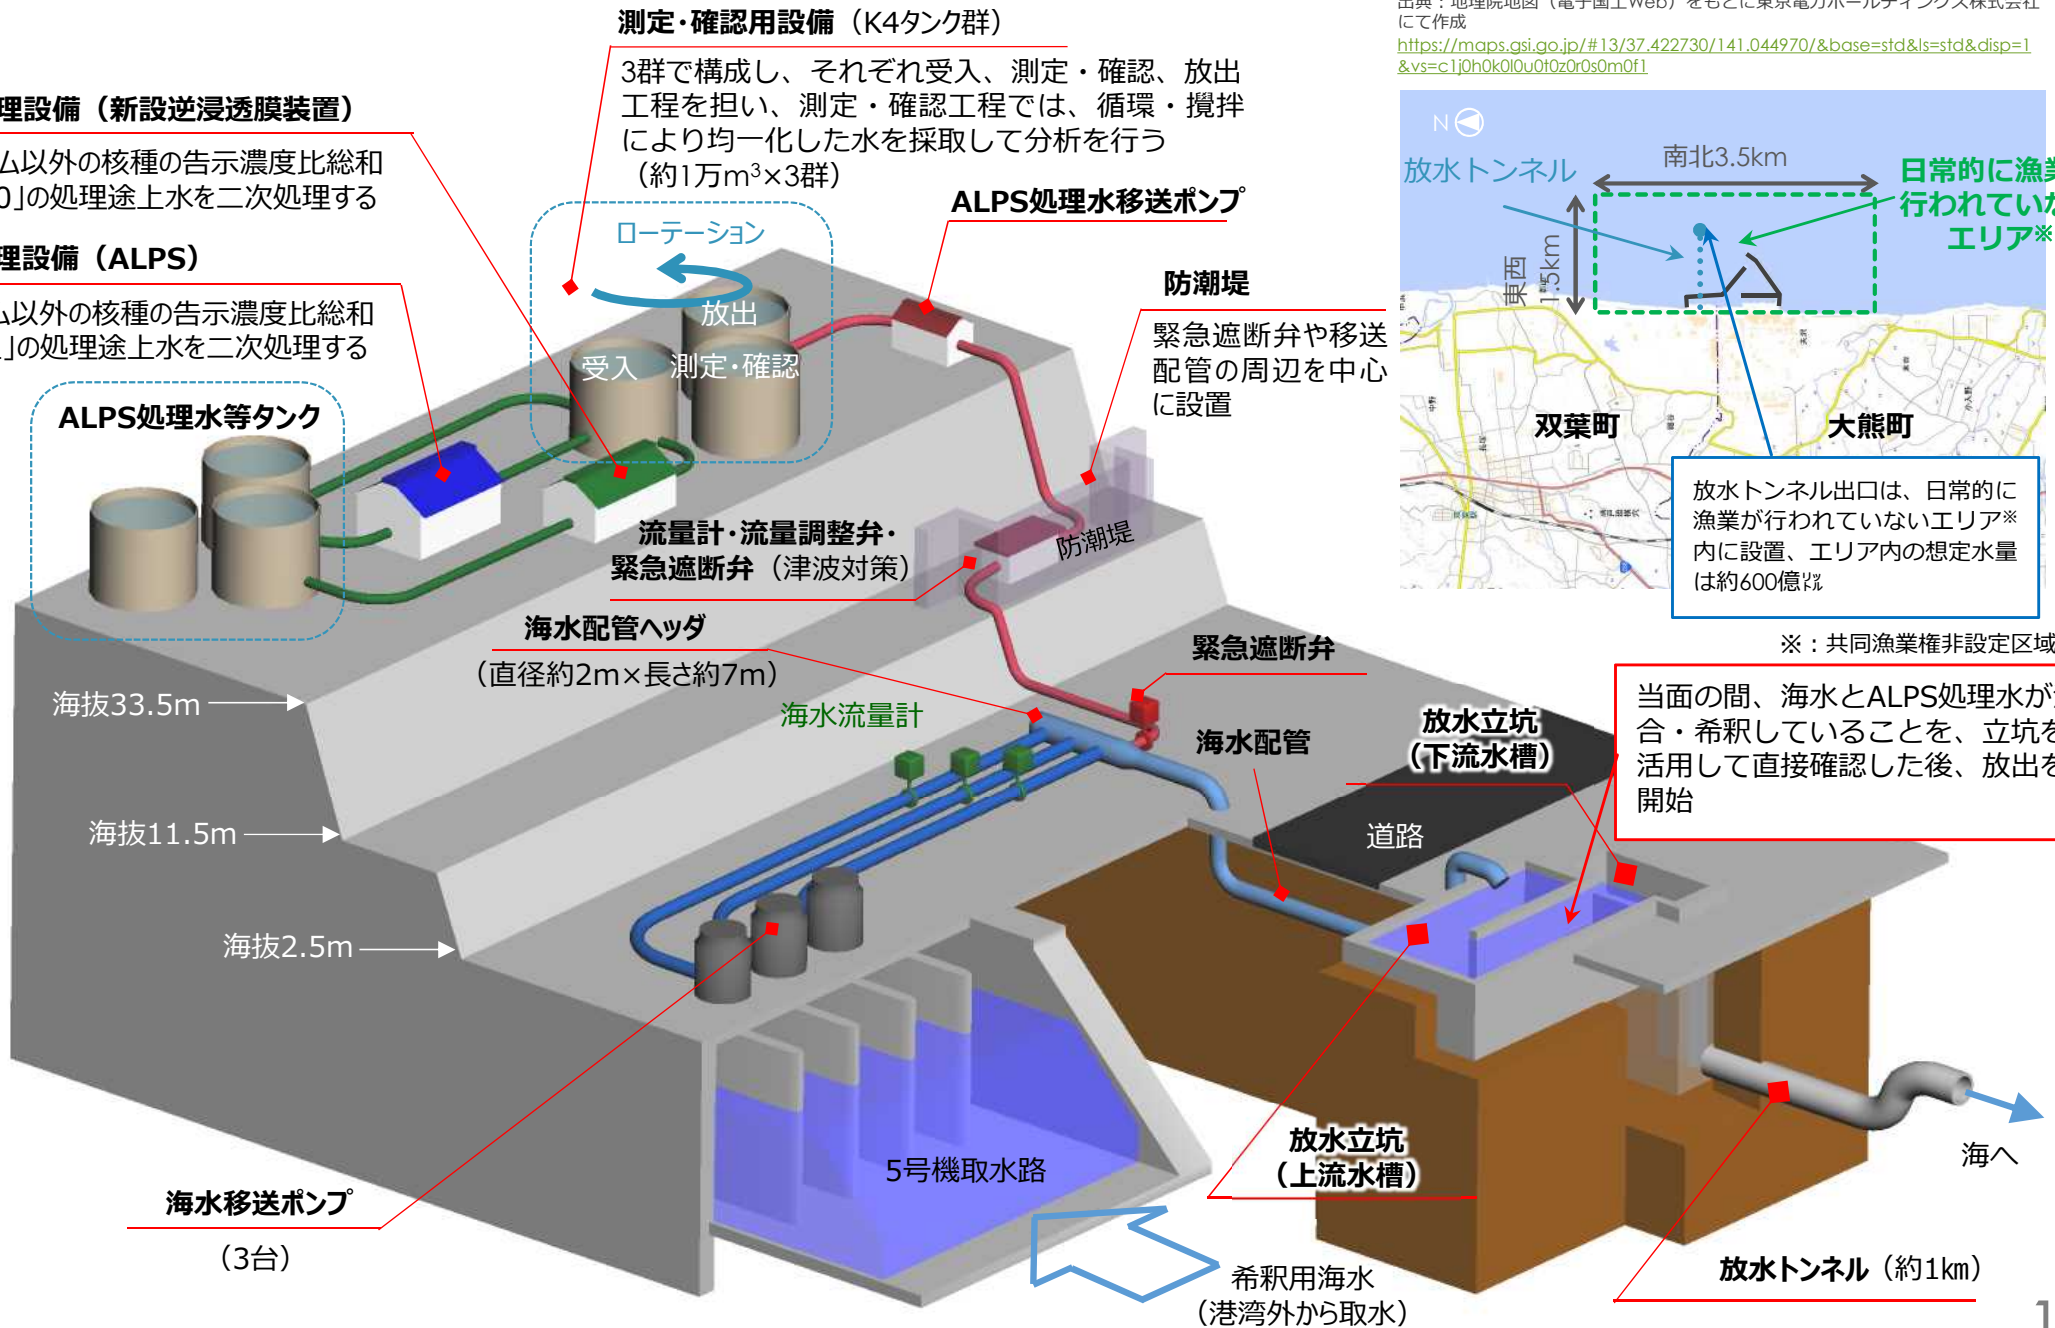 測定・確認用設備（K4タンク群）
3群で構成し、それぞれ受入、測定・確認、放出
工程を担い、測定・確認工程では、循環・攪拌
により均一化した水を採取して分析を行う
（約1万m³×3群）
出典：地理院地図（電子国土Web）をもとに東京電力ホールディングス株式会社
にて作成
https://maps.gsi.go.jp/#13/37.422730/141.044970/&base=std&ls=std&disp=1
&vs=c1j0h0k0l0u0t0z0r0s0m0f1
理設備（新設逆浸透膜装置）
ム以外の核種の告示濃度比総和
0」の処理途上水を二次処理する
理設備（ALPS）
ム以外の核種の告示濃度比総和
」の処理途上水を二次処理する
ALPS処理水等タンク
ローテーション
放出
受入
測定・確認
ALPS処理水移送ポンプ
防潮堤
緊急遮断弁や移送
配管の周辺を中心
に設置
防潮堤
N
放水トンネル
南北3.5km
東西
1.5km
日常的に漁業
行われていな
エリア※
双葉町
大熊町
放水トンネル出口は、日常的に
漁業が行われていないエリア※
内に設置、エリア内の想定水量
は約600億㍑
※：共同漁業権非設定区域
流量計・流量調整弁・
緊急遮断弁（津波対策）
海水配管ヘッダ
（直径約2m×長さ約7m）
海水流量計
緊急遮断弁
海水配管
放水立坑
（下流水槽）
当面の間、海水とALPS処理水が
合・希釈していることを、立坑を
活用して直接確認した後、放出を
開始
道路
海抜33.5m
海抜11.5m
海抜2.5m
5号機取水路
海水移送ポンプ
（3台）
放水立坑
（上流水槽）
希釈用海水
（港湾外から取水）
海へ
放水トンネル（約1㎞）
1